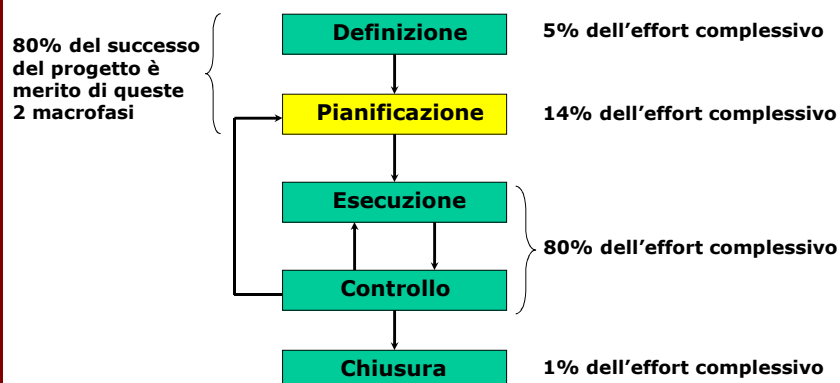 80% del successo
del progetto è
merito di queste
2 macrofasi
Definizione
5% dell’effort complessivo
Pianificazione
14% dell’effort complessivo
Esecuzione
80% dell’effort complessivo
Controllo
Chiusura
1% dell’effort complessivo